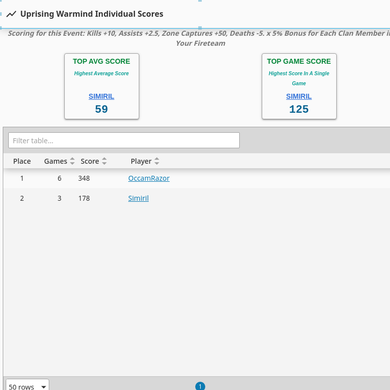 Uprising Warmind Individual Scores
Scoring for this Event: Kills +10, Assists +2.5, Zone Captures +50, Deaths -5. x 5% Bonus for Each Clan Member
Your Fireteam
TOP AVG SCORE
Highest Average Score
SIMIRIL
59
TOP GAME SCORE
Highest Score In A Single
Game
SIMIRIL
125
Filter table...
Place Games Score Player
1 6 348 OccamRazor
2 3 178 Simiril
50 rows
1